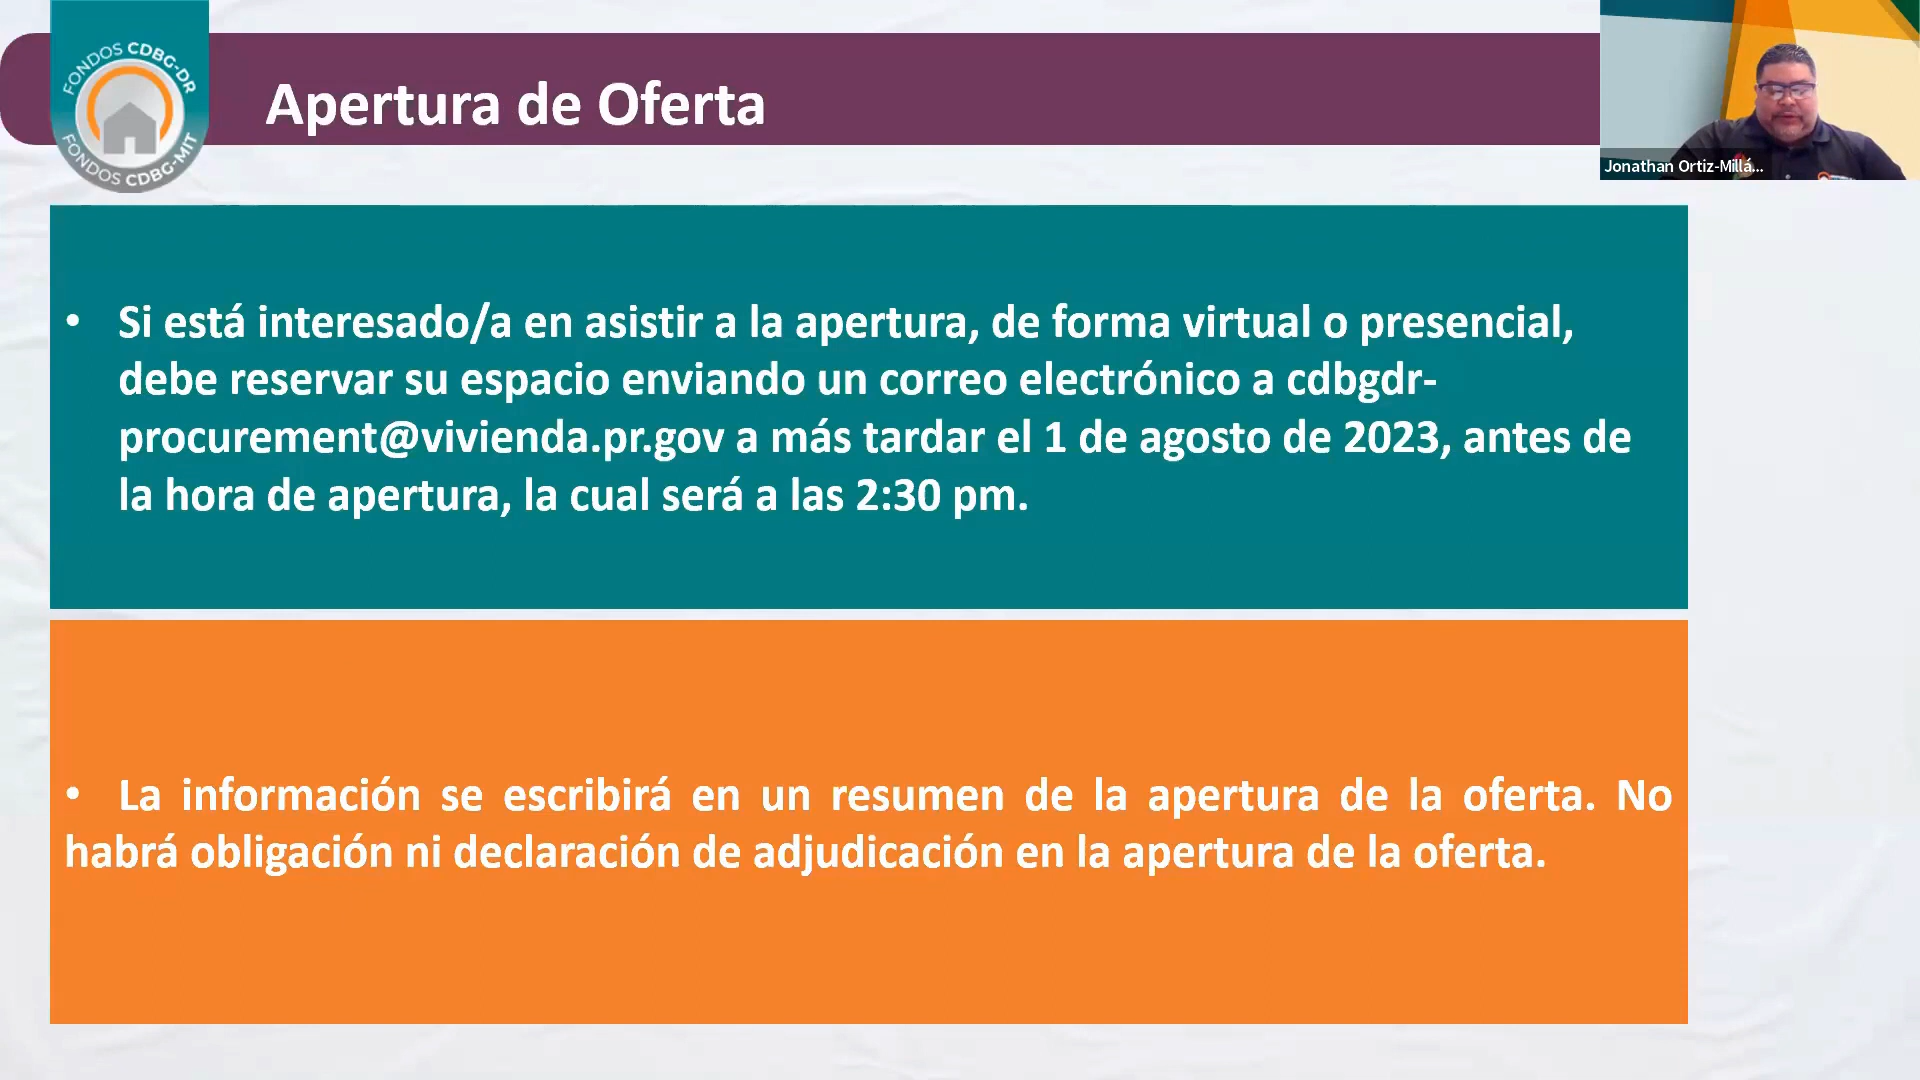 FONDOS CDBG-DR
FONDOS CDBG-MIT
Apertura de Oferta
Jonathan Ortiz-Millá...
• Si está interesado/a en asistir a la apertura, de forma virtual o presencial,
debe reservar su espacio enviando un correo electrónico a cdbgdr-
procurement@vivienda.pr.gov a más tardar el 1 de agosto de 2023, antes de
la hora de apertura, la cual será a las 2:30 pm.
• La información se escribirá en un resumen de la apertura de la oferta. No
habrá obligación ni declaración de adjudicación en la apertura de la oferta.